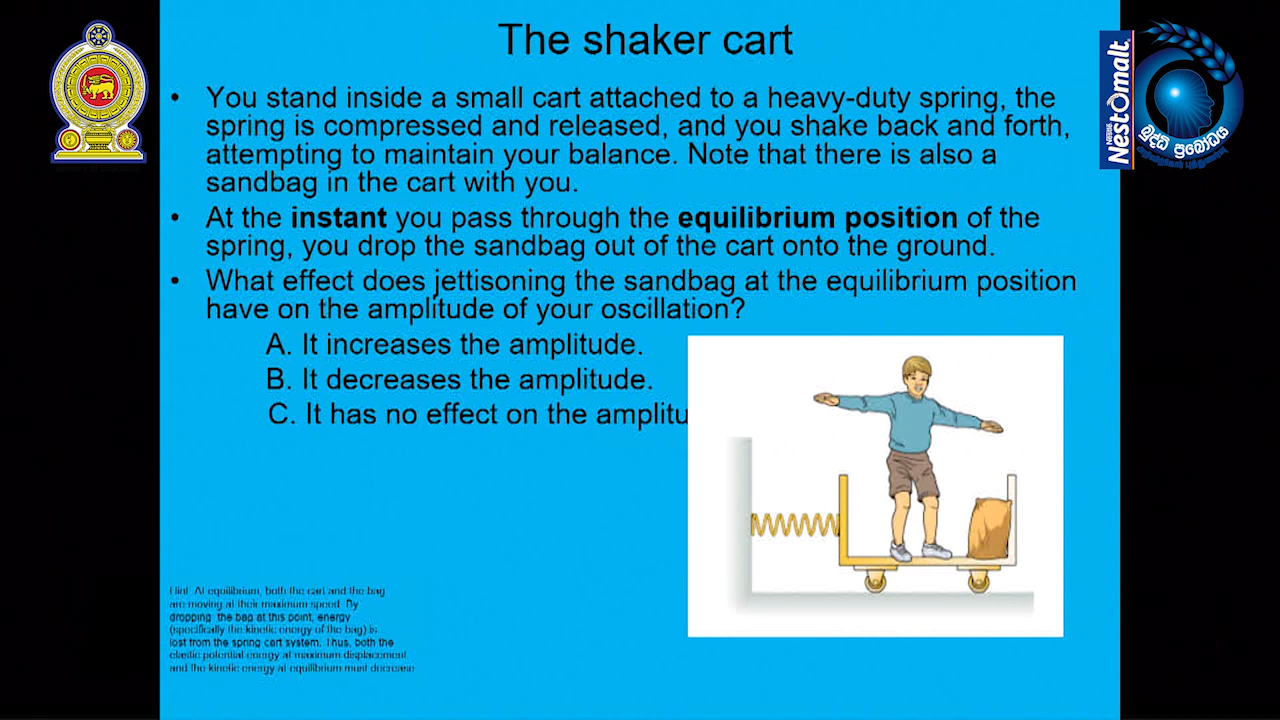 The shaker cart
• You stand inside a small cart attached to a heavy-duty spring, the
spring is compressed and released, and you shake back and forth,
attempting to maintain your balance. Note that there is also a
sandbag in the cart with you.
• At the instant you pass through the equilibrium position of the
spring, you drop the sandbag out of the cart onto the ground.
• What effect does jettisoning the sandbag at the equilibrium position
have on the amplitude of your oscillation?
A. It increases the amplitude.
B. It decreases the amplitude.
C. It has no effect on the amplitu
Hint: At equilibrium, both the cart and the bag
are moving at their maximum speed. By
dropping the bag at this point, energy
(specifically the kinetic energy of the bag) is
lost from the spring cart system. Thus, both the
elastic potential energy at maximum displacement
and the kinetic energy at equilibrium must decrease
NESTLÉ
Nestomalt
බුද්ධි ප්‍රබෝධය